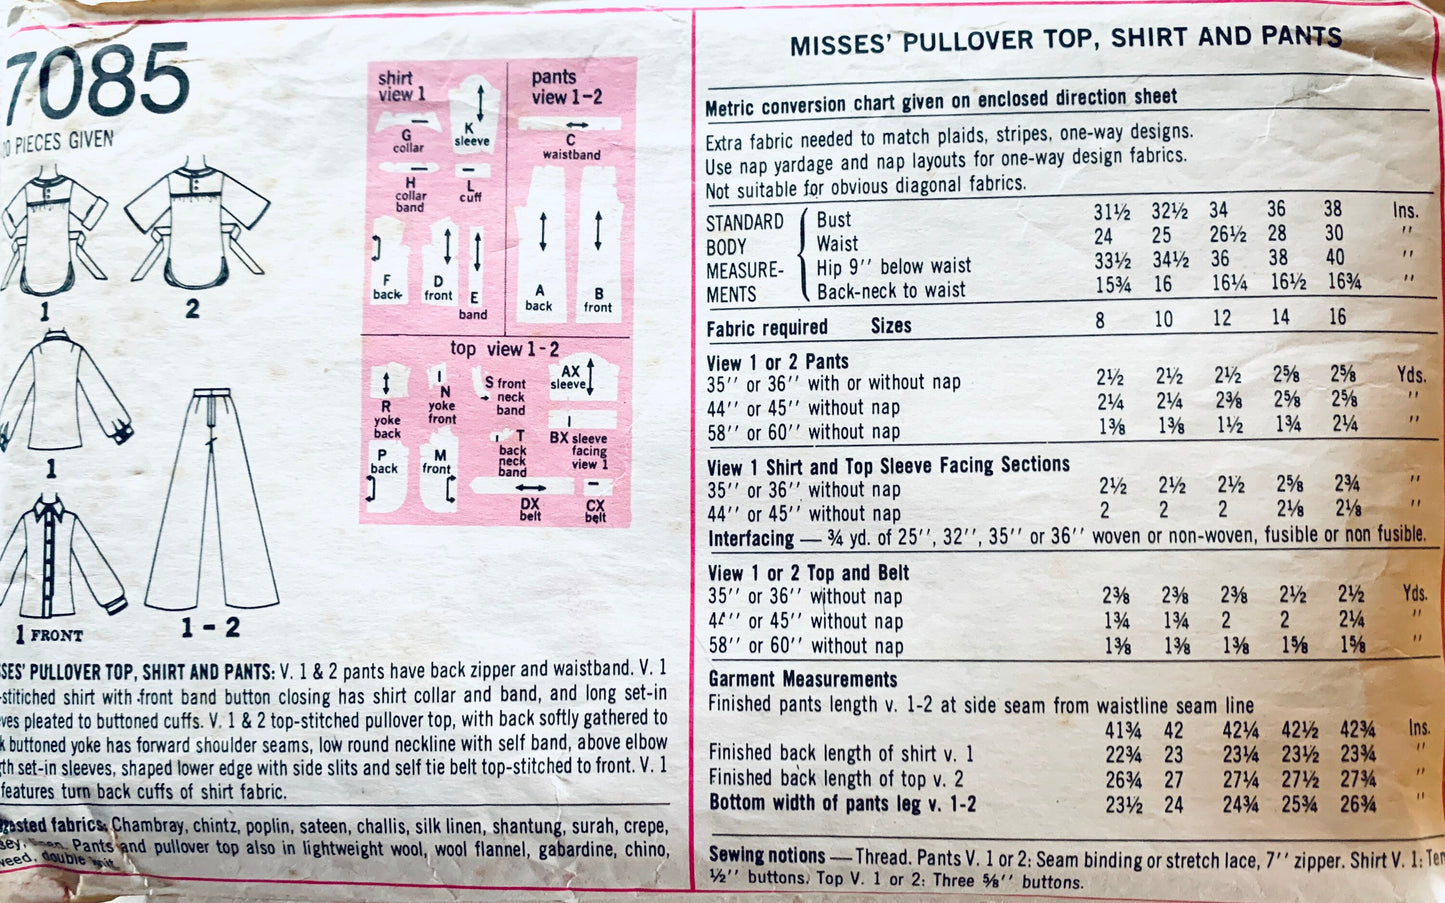 7085
PIECES GIVEN
1
2
1
1 FRONT
1 - 2
shirt
view 1
G
collar
K
sleeve
H
collar
band
L
cuff
F
back
D
front
E
band
pants
view 1-2
C
waistband
A
back
B
front
top view 1-2
R
yoke
back
N
yoke
front
S front
neck
band
AX
sleeve
P
back
M
front
T
back
neck
band
BX sleeve
facing
view 1
DX
belt
CX
belt
SES' PULLOVER TOP, SHIRT AND PANTS: V. 1 & 2 pants have back zipper and waistband. V. 1
-stitiched shirt with front band button closing has shirt collar and band, and long set-in
ves pleated to buttoned cuffs. V. 1 & 2 top-stitched pullover top, with back softly gathered to
k buttoned yoke has forward shoulder seams, low round neckline with self band, above elbow
th set-in sleeves, shaped lower edge with side slits and self tie belt top-stitched to front. V. 1
features turn back cuffs of shirt fabric.
gested fabrics: Chambray, chintz, poplin, sateen, challis, silk linen, shantung, surah, crepe,
sey, linen. Pants and pullover top also in lightweight wool, wool flannel, gabardine, chino,
weed, double knit.
MISSES' PULLOVER TOP, SHIRT AND PANTS
Metric conversion chart given on enclosed direction sheet
Extra fabric needed to match plaids, stripes, one-way designs.
Use nap yardage and nap layouts for one-way design fabrics.
Not suitable for obvious diagonal fabrics.
STANDARD BODY MEASURE-MENTS
Bust 31½ 32½ 34 36 38 Ins.
Waist 24 25 26½ 28 30 ''
Hip 9'' below waist 33½ 34½ 36 38 40 ''
Back-neck to waist 15¾ 16 16¼ 16½ 16¾ ''
Fabric required Sizes 8 10 12 14 16
View 1 or 2 Pants
35'' or 36'' with or without nap 2½ 2½ 2½ 2⅝ 2⅝ Yds.
44'' or 45'' without nap 2¼ 2¼ 2⅜ 2⅝ 2⅝ ''
58'' or 60'' without nap 1⅜ 1⅜ 1½ 1¾ 2¼ ''
View 1 Shirt and Top Sleeve Facing Sections
35'' or 36'' without nap 2½ 2½ 2½ 2⅝ 2¾ ''
44'' or 45'' without nap 2 2 2 2⅛ 2⅛ ''
Interfacing — ¾ yd. of 25'', 32'', 35'' or 36'' woven or non-woven, fusible or non fusible.
View 1 or 2 Top and Belt
35'' or 36'' without nap 2⅜ 2⅜ 2⅜ 2½ 2½ Yds.
44'' or 45'' without nap 1¾ 1¾ 2 2 2¼ ''
58'' or 60'' without nap 1⅜ 1⅜ 1⅜ 1⅝ 1⅝ ''
Garment Measurements
Finished pants length v. 1-2 at side seam from waistline seam line
41¾ 42 42¼ 42½ 42¾ Ins.
Finished back length of shirt v. 1 22¾ 23 23¼ 23½ 23¾ ''
Finished back length of top v. 2 26¾ 27 27¼ 27½ 27¾ ''
Bottom width of pants leg v. 1-2 23½ 24 24¾ 25¾ 26¾ ''
Sewing notions — Thread. Pants V. 1 or 2: Seam binding or stretch lace, 7'' zipper. Shirt V. 1: Ten
½'' buttons. Top V. 1 or 2: Three ⅝'' buttons.